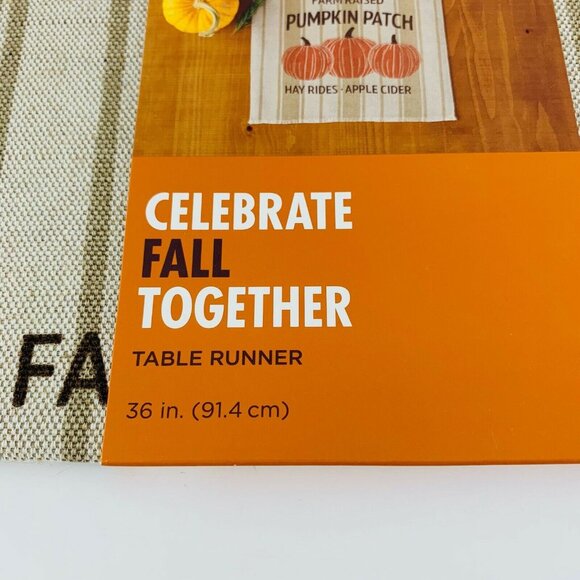 FARM RAISED
PUMPKIN PATCH
HAY RIDES - APPLE CIDER
CELEBRATE
FALL
TOGETHER
TABLE RUNNER
36 in. (91.4 cm)
FA